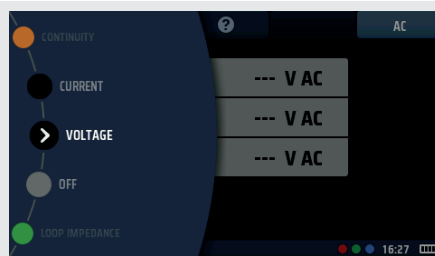 CONTINUITY
? AC
CURRENT
--- V AC
VOLTAGE
--- V AC
--- V AC
OFF
LOOP IMPEDANCE
16:27